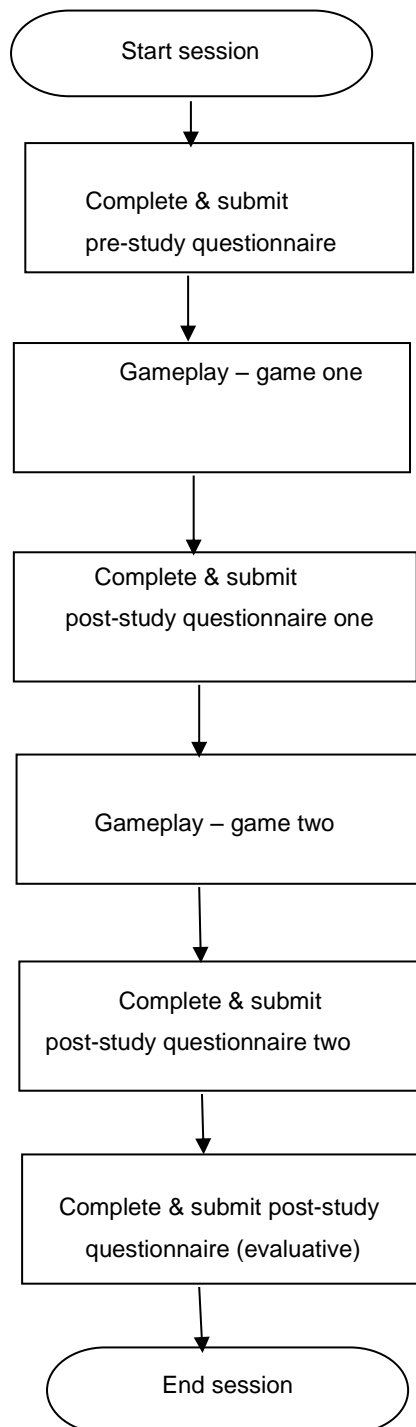 Start session
Complete & submit
pre-study questionnaire
Gameplay – game one
Complete & submit
post-study questionnaire one
Gameplay – game two
Complete & submit
post-study questionnaire two
Complete & submit post-study
questionnaire (evaluative)
End session